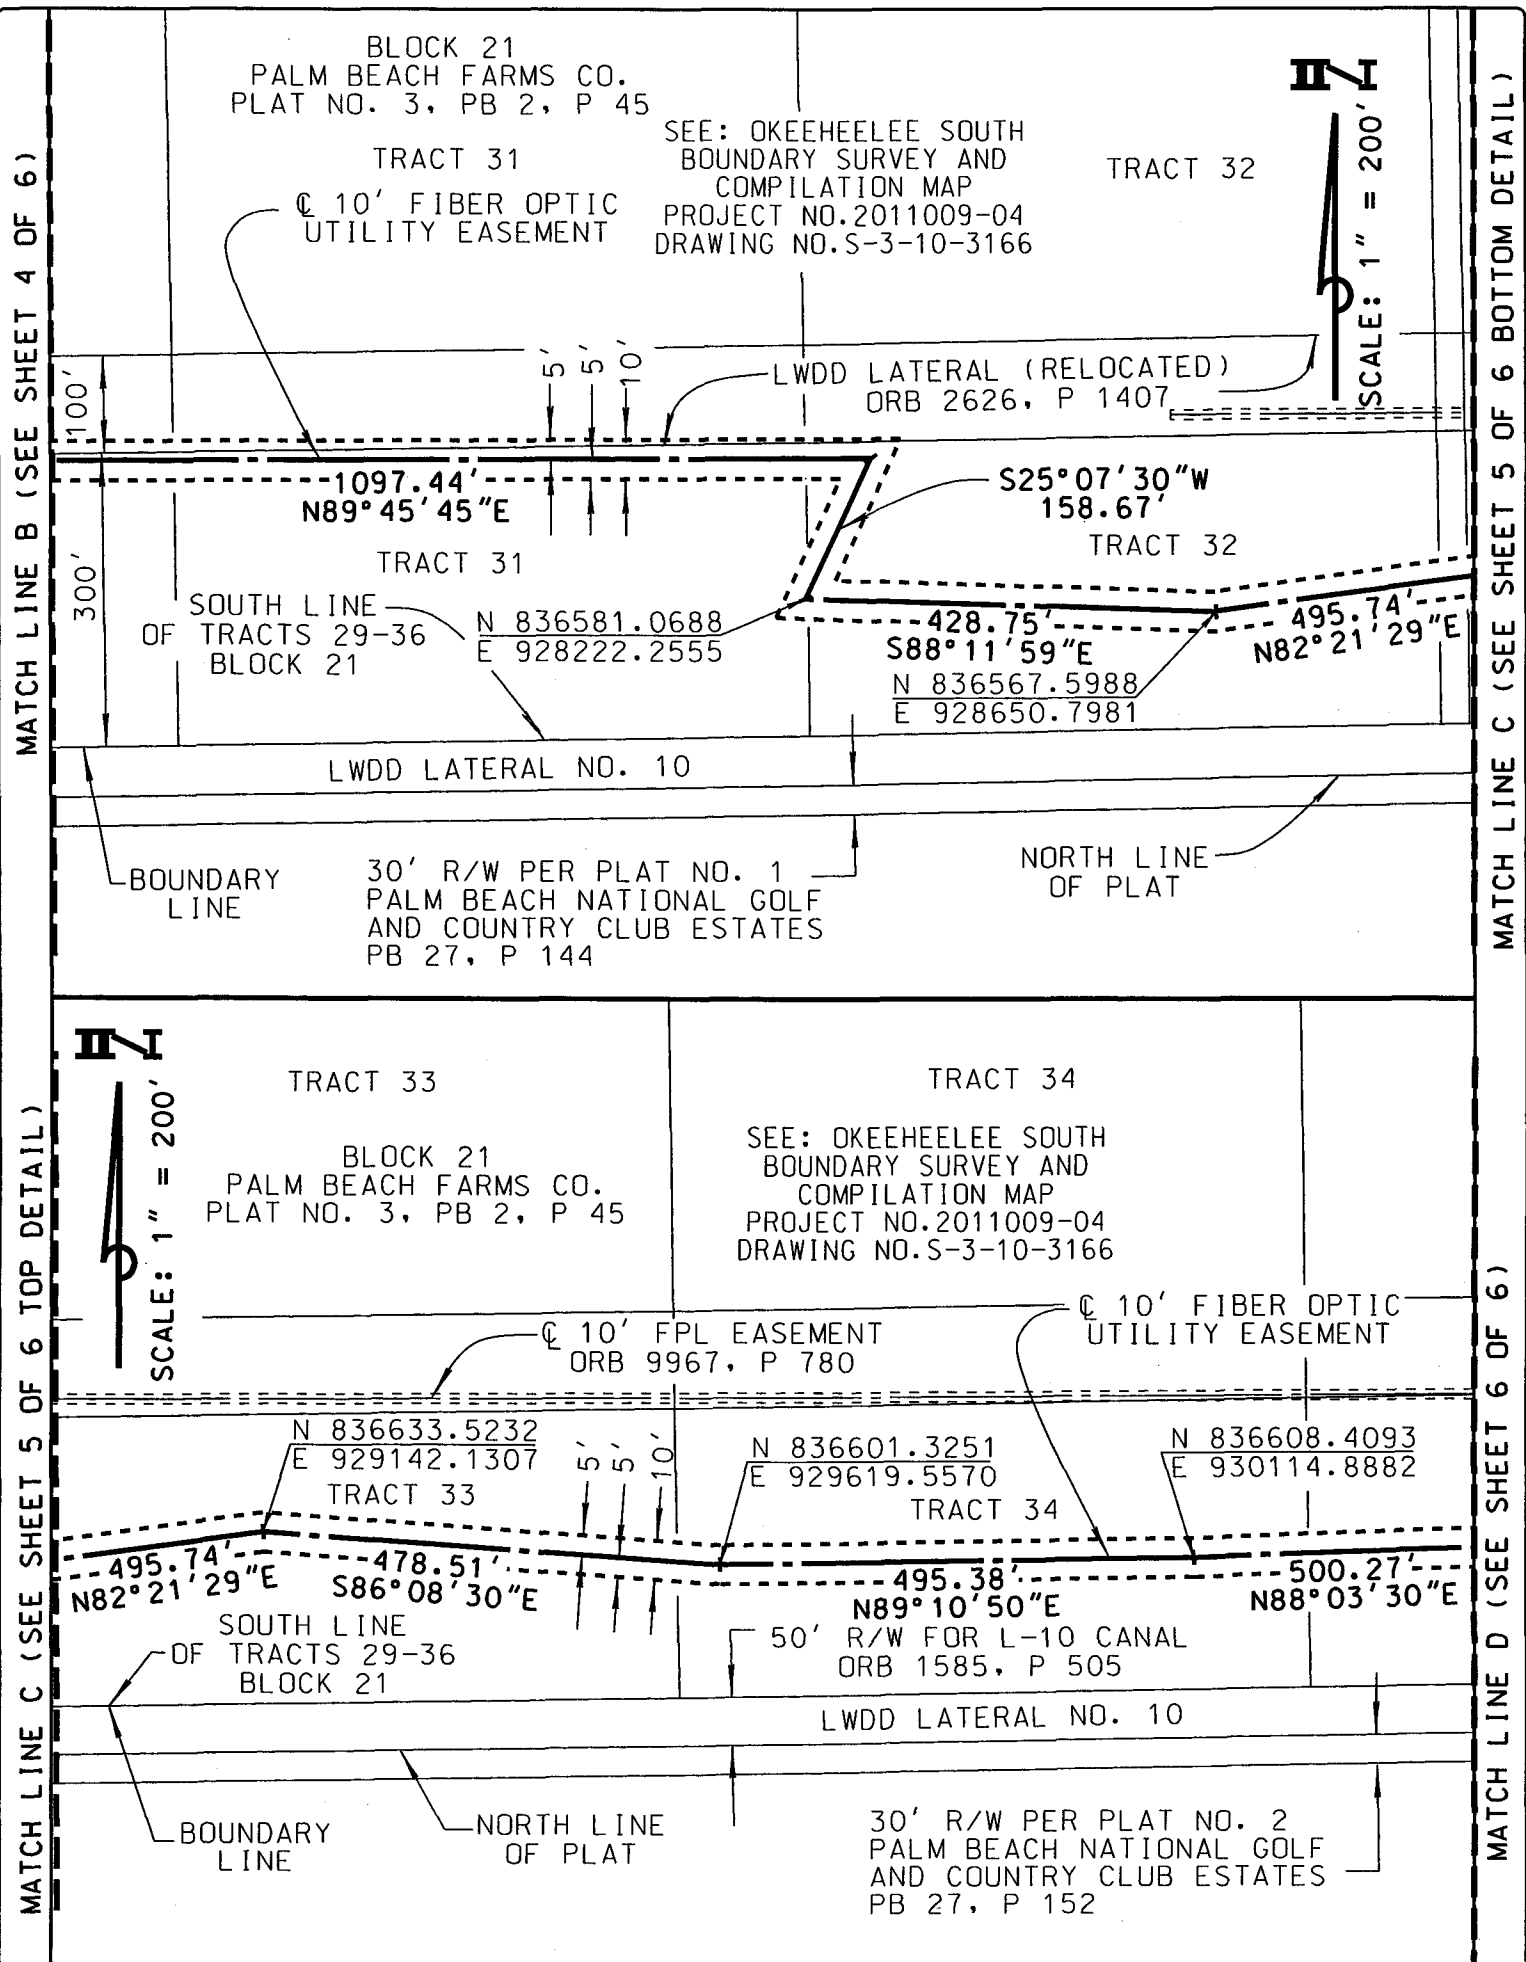 BLOCK 21
PALM BEACH FARMS CO.
PLAT NO. 3, PB 2, P 45
TRACT 31
℄ 10' FIBER OPTIC
UTILITY EASEMENT
SEE: OKEEHEELEE SOUTH
BOUNDARY SURVEY AND
COMPILATION MAP
PROJECT NO.2011009-04
DRAWING NO.S-3-10-3166
TRACT 32
SCALE: 1" = 200'
MATCH LINE B (SEE SHEET 4 OF 6)
MATCH LINE C (SEE SHEET 5 OF 6 BOTTOM DETAIL)
100'
300'
5'
5'
10'
LWDD LATERAL (RELOCATED)
ORB 2626, P 1407
1097.44'
N89°45'45"E
S25°07'30"W
158.67'
TRACT 31
TRACT 32
SOUTH LINE
OF TRACTS 29-36
BLOCK 21
N 836581.0688
E 928222.2555
428.75'
S88°11'59"E
495.74'
N82°21'29"E
N 836567.5988
E 928650.7981
LWDD LATERAL NO. 10
BOUNDARY
LINE
30' R/W PER PLAT NO. 1
PALM BEACH NATIONAL GOLF
AND COUNTRY CLUB ESTATES
PB 27, P 144
NORTH LINE
OF PLAT
SCALE: 1" = 200'
MATCH LINE C (SEE SHEET 5 OF 6 TOP DETAIL)
MATCH LINE D (SEE SHEET 6 OF 6)
TRACT 33
TRACT 34
BLOCK 21
PALM BEACH FARMS CO.
PLAT NO. 3, PB 2, P 45
SEE: OKEEHEELEE SOUTH
BOUNDARY SURVEY AND
COMPILATION MAP
PROJECT NO.2011009-04
DRAWING NO.S-3-10-3166
℄ 10' FPL EASEMENT
ORB 9967, P 780
℄ 10' FIBER OPTIC
UTILITY EASEMENT
N 836633.5232
E 929142.1307
TRACT 33
5'
5'
10'
N 836601.3251
E 929619.5570
TRACT 34
N 836608.4093
E 930114.8882
495.74'
N82°21'29"E
478.51'
S86°08'30"E
495.38'
N89°10'50"E
500.27'
N88°03'30"E
SOUTH LINE
OF TRACTS 29-36
BLOCK 21
50' R/W FOR L-10 CANAL
ORB 1585, P 505
LWDD LATERAL NO. 10
BOUNDARY
LINE
NORTH LINE
OF PLAT
30' R/W PER PLAT NO. 2
PALM BEACH NATIONAL GOLF
AND COUNTRY CLUB ESTATES
PB 27, P 152